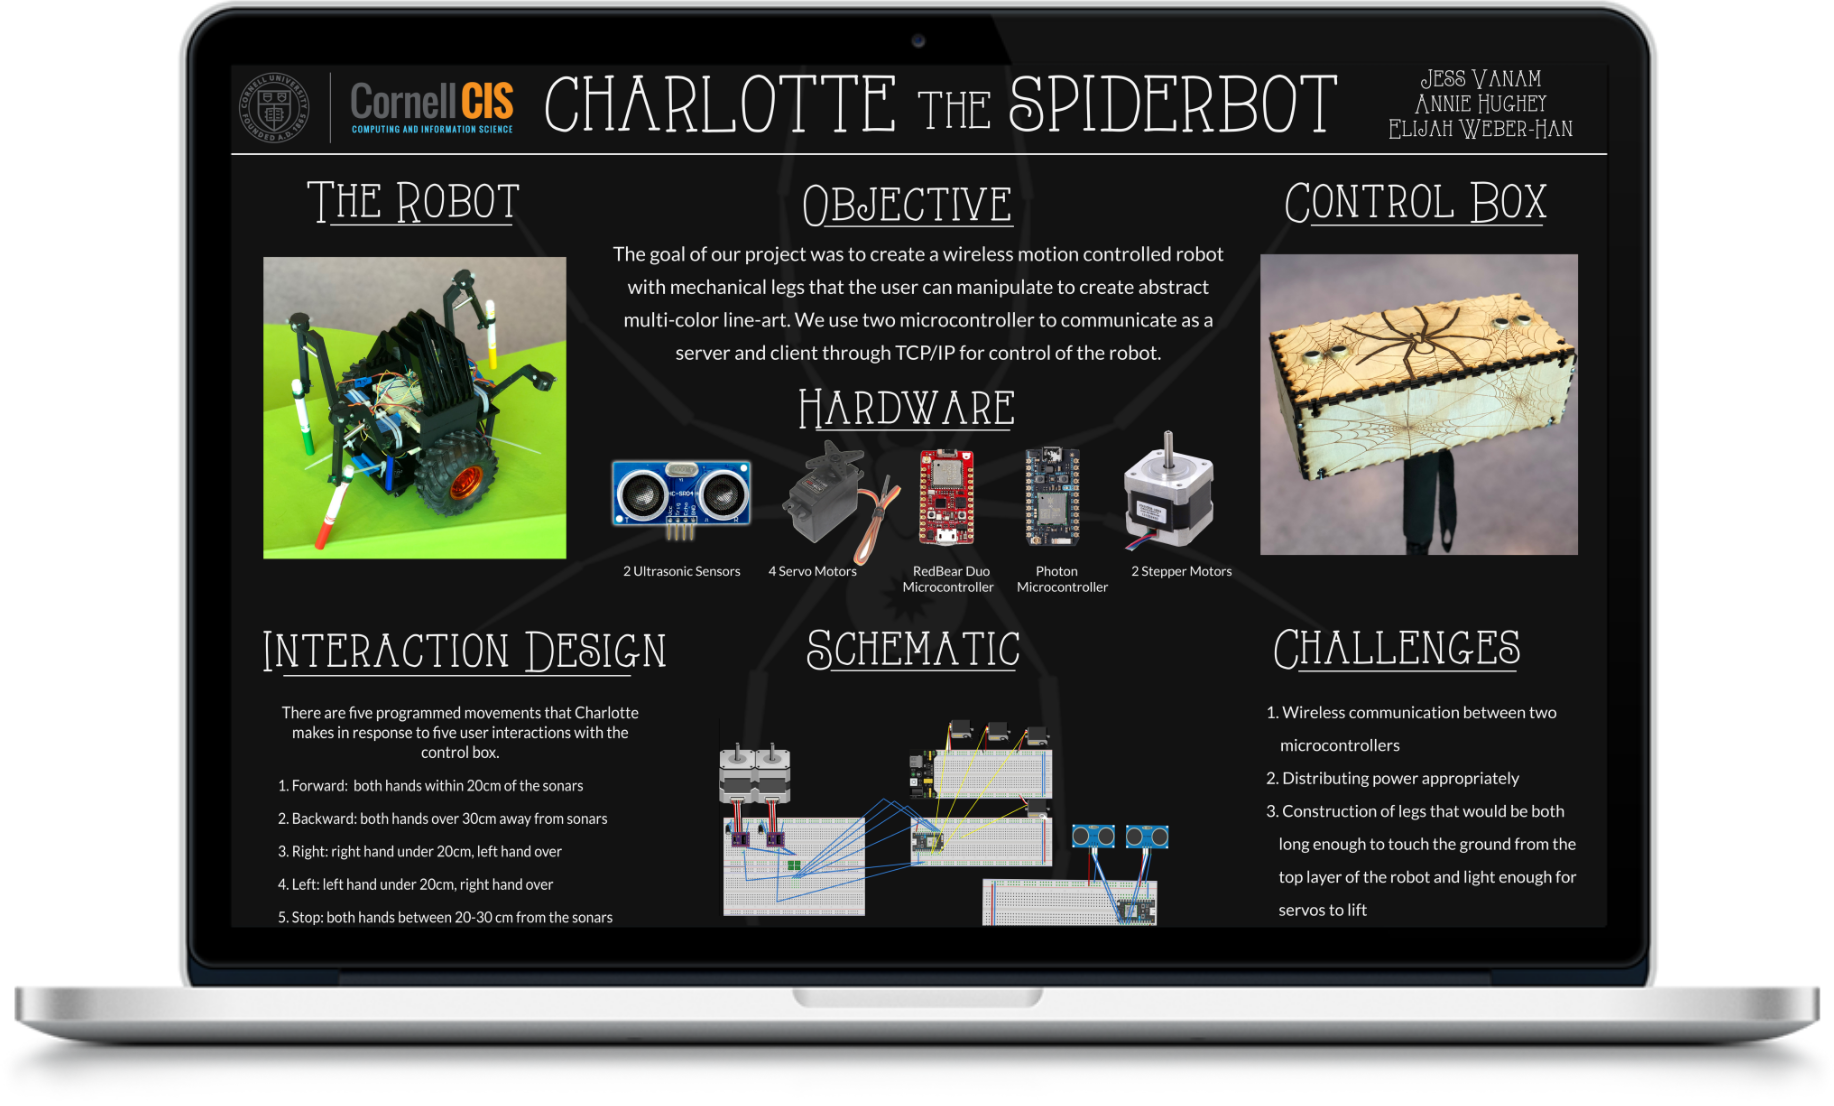 CORNELL UNIVERSITY
FOUNDED A.D. 1865
Cornell CIS
COMPUTING AND INFORMATION SCIENCE
CHARLOTTE THE SPIDERBOT
JESS VANAM
ANNIE HUGHEY
ELIJAH WEBER-HAN
THE ROBOT
OBJECTIVE
The goal of our project was to create a wireless motion controlled robot
with mechanical legs that the user can manipulate to create abstract
multi-color line-art. We use two microcontroller to communicate as a
server and client through TCP/IP for control of the robot.
CONTROL BOX
HARDWARE
2 Ultrasonic Sensors
4 Servo Motors
RedBear Duo
Microcontroller
Photon
Microcontroller
2 Stepper Motors
INTERACTION DESIGN
There are five programmed movements that Charlotte
makes in response to five user interactions with the
control box.
1. Forward: both hands within 20cm of the sonars
2. Backward: both hands over 30cm away from sonars
3. Right: right hand under 20cm, left hand over
4. Left: left hand under 20cm, right hand over
5. Stop: both hands between 20-30 cm from the sonars
SCHEMATIC
CHALLENGES
1. Wireless communication between two
microcontrollers
2. Distributing power appropriately
3. Construction of legs that would be both
long enough to touch the ground from the
top layer of the robot and light enough for
servos to lift